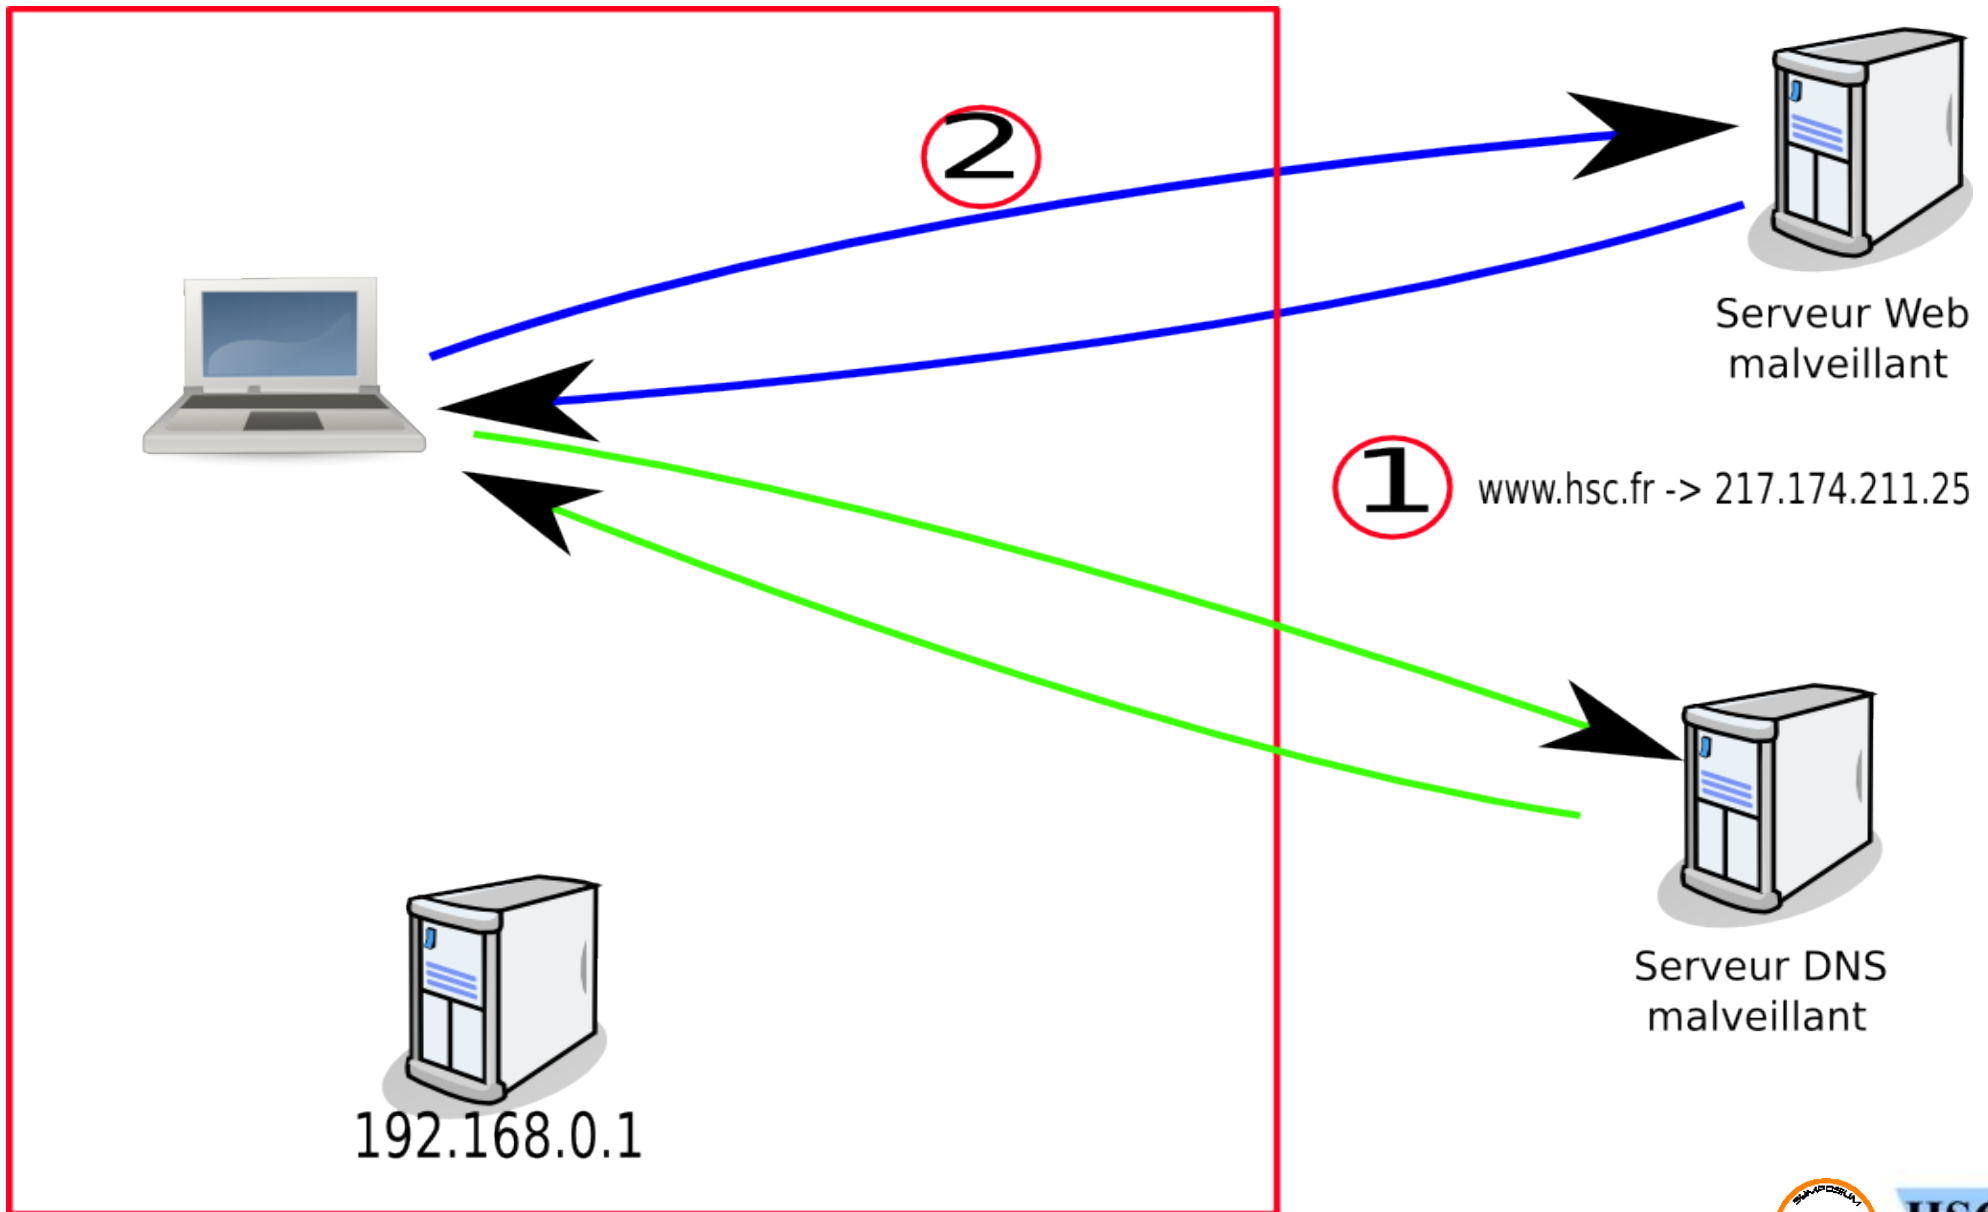 2
Serveur Web
malveillant
1
www.hsc.fr -> 217.174.211.25
Serveur DNS
malveillant
192.168.0.1
SYMPOSIUM